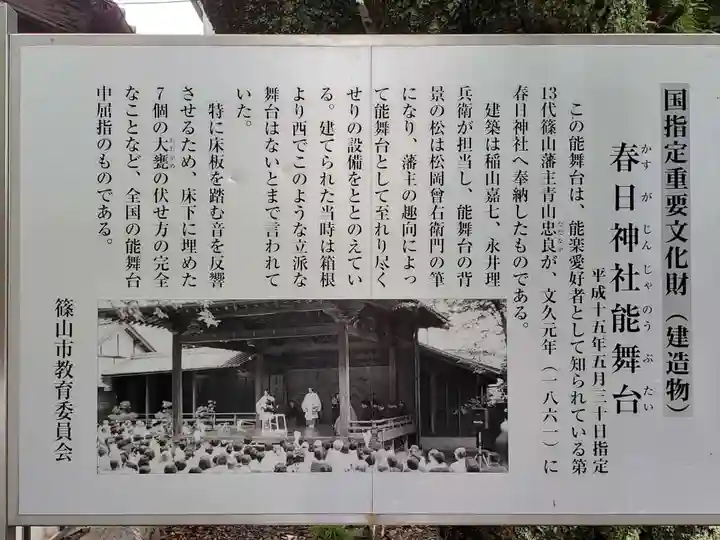 国指定重要文化財（建造物）
春日神社能舞台
かすがじんじゃのうぶたい
平成十五年五月三十日指定
この能舞台は、能楽愛好者として知られている第
13代篠山藩主青山忠良が、文久元年（一八六一）に
ただなが
春日神社へ奉納したものである。
建築は稲山嘉七、永井理
兵衛が担当し、能舞台の背
景の松は松岡曾右衛門の筆
になり、藩主の趣向によっ
て能舞台として至れり尽く
せりの設備をととのえてい
る。建てられた当時は箱根
より西でこのような立派な
舞台はないとまで言われて
いた。
特に床板を踏む音を反響
させるため、床下に埋めた
7個の大甕の伏せ方の完全
おおがめ
なことなど、全国の能舞台
中屈指のものである。
篠山市教育委員会